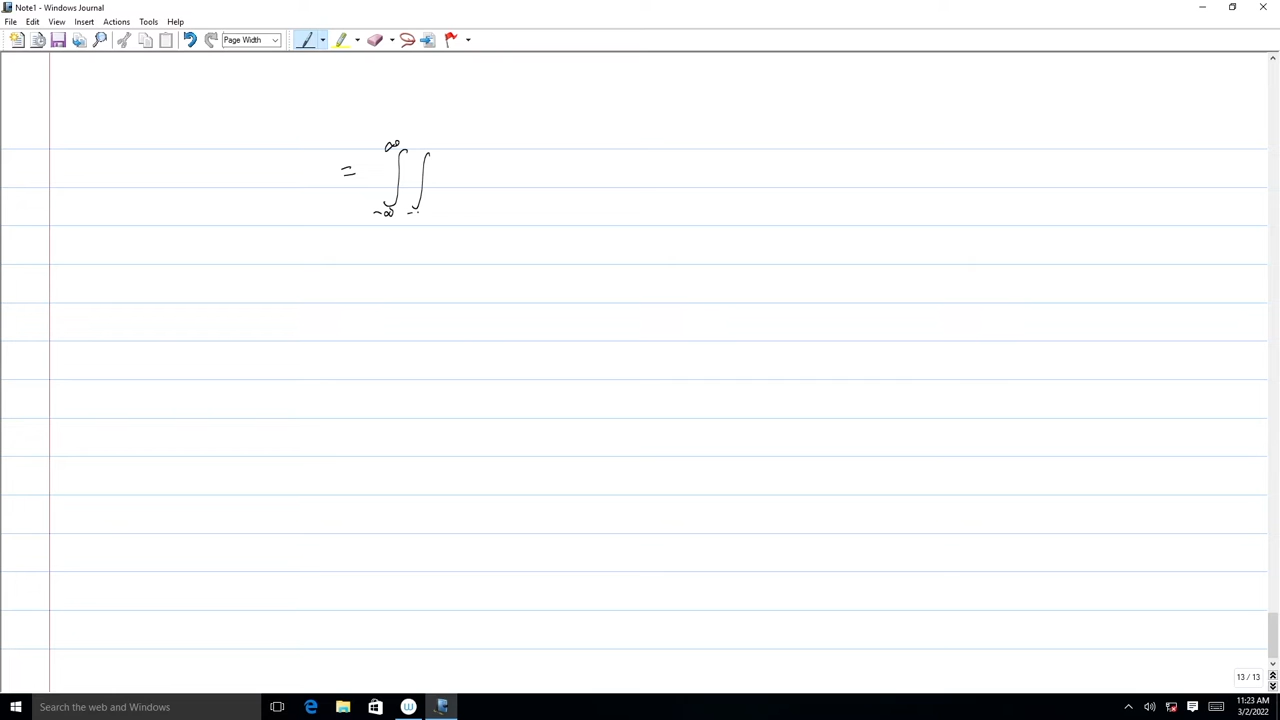 Note1 - Windows Journal
File Edit View Insert Actions Tools Help
Page Width
= ∫_{-∞}^{∞} ∫_{-
13 / 13
Search the web and Windows
11:23 AM
3/2/2022